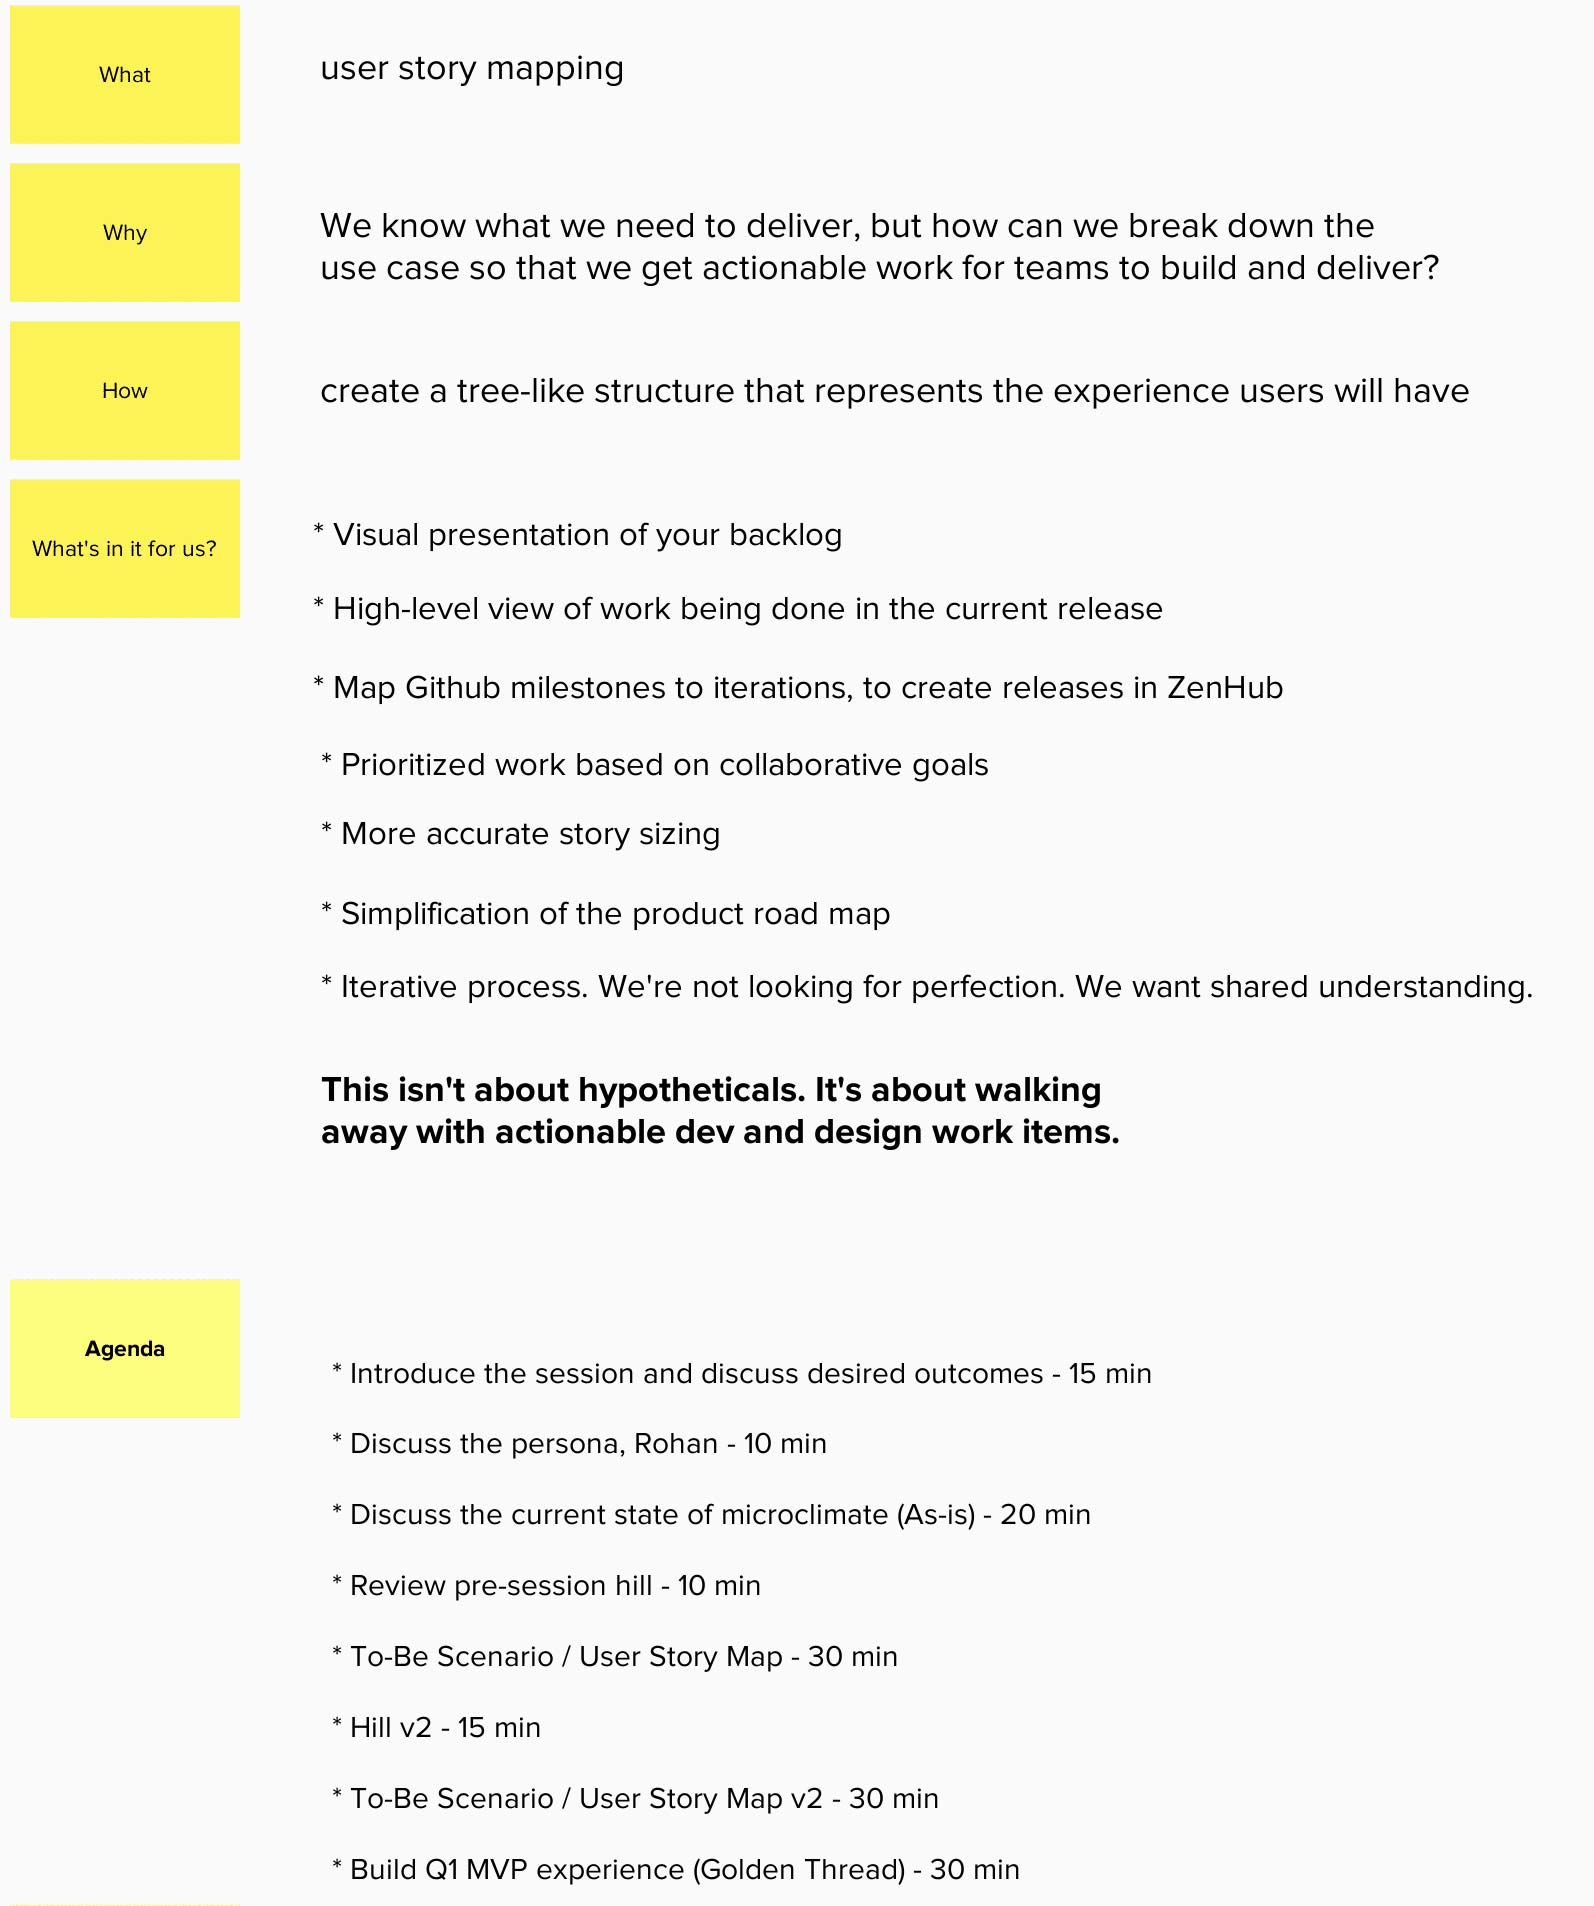 What
user story mapping
Why
We know what we need to deliver, but how can we break down the
use case so that we get actionable work for teams to build and deliver?
How
create a tree-like structure that represents the experience users will have
What's in it for us?
* Visual presentation of your backlog
* High-level view of work being done in the current release
* Map Github milestones to iterations, to create releases in ZenHub
* Prioritized work based on collaborative goals
* More accurate story sizing
* Simplification of the product road map
* Iterative process. We're not looking for perfection. We want shared understanding.
This isn't about hypotheticals. It's about walking
away with actionable dev and design work items.
Agenda
* Introduce the session and discuss desired outcomes - 15 min
* Discuss the persona, Rohan - 10 min
* Discuss the current state of microclimate (As-is) - 20 min
* Review pre-session hill - 10 min
* To-Be Scenario / User Story Map - 30 min
* Hill v2 - 15 min
* To-Be Scenario / User Story Map v2 - 30 min
* Build Q1 MVP experience (Golden Thread) - 30 min